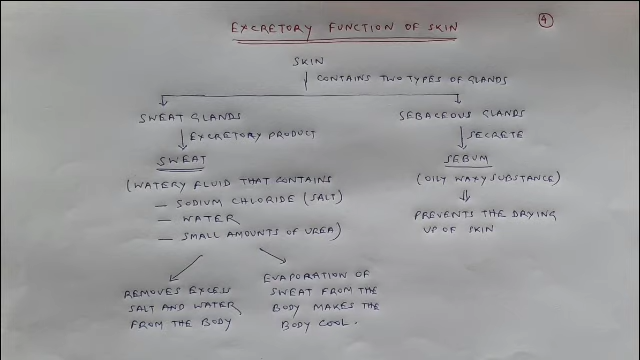 EXCRETORY FUNCTION OF SKIN
4
SKIN
CONTAINS TWO TYPES OF GLANDS
SWEAT GLANDS
EXCRETORY PRODUCT
SWEAT
(WATERY FLUID THAT CONTAINS
— SODIUM CHLORIDE (SALT)
— WATER
— SMALL AMOUNTS OF UREA)
REMOVES EXCESS
SALT AND WATER
FROM THE BODY
EVAPORATION OF
SWEAT FROM THE
BODY MAKES THE
BODY COOL.
SEBACEOUS GLANDS
SECRETE
SEBUM
(OILY WAXY SUBSTANCE)
PREVENTS THE DRYING
UP OF SKIN